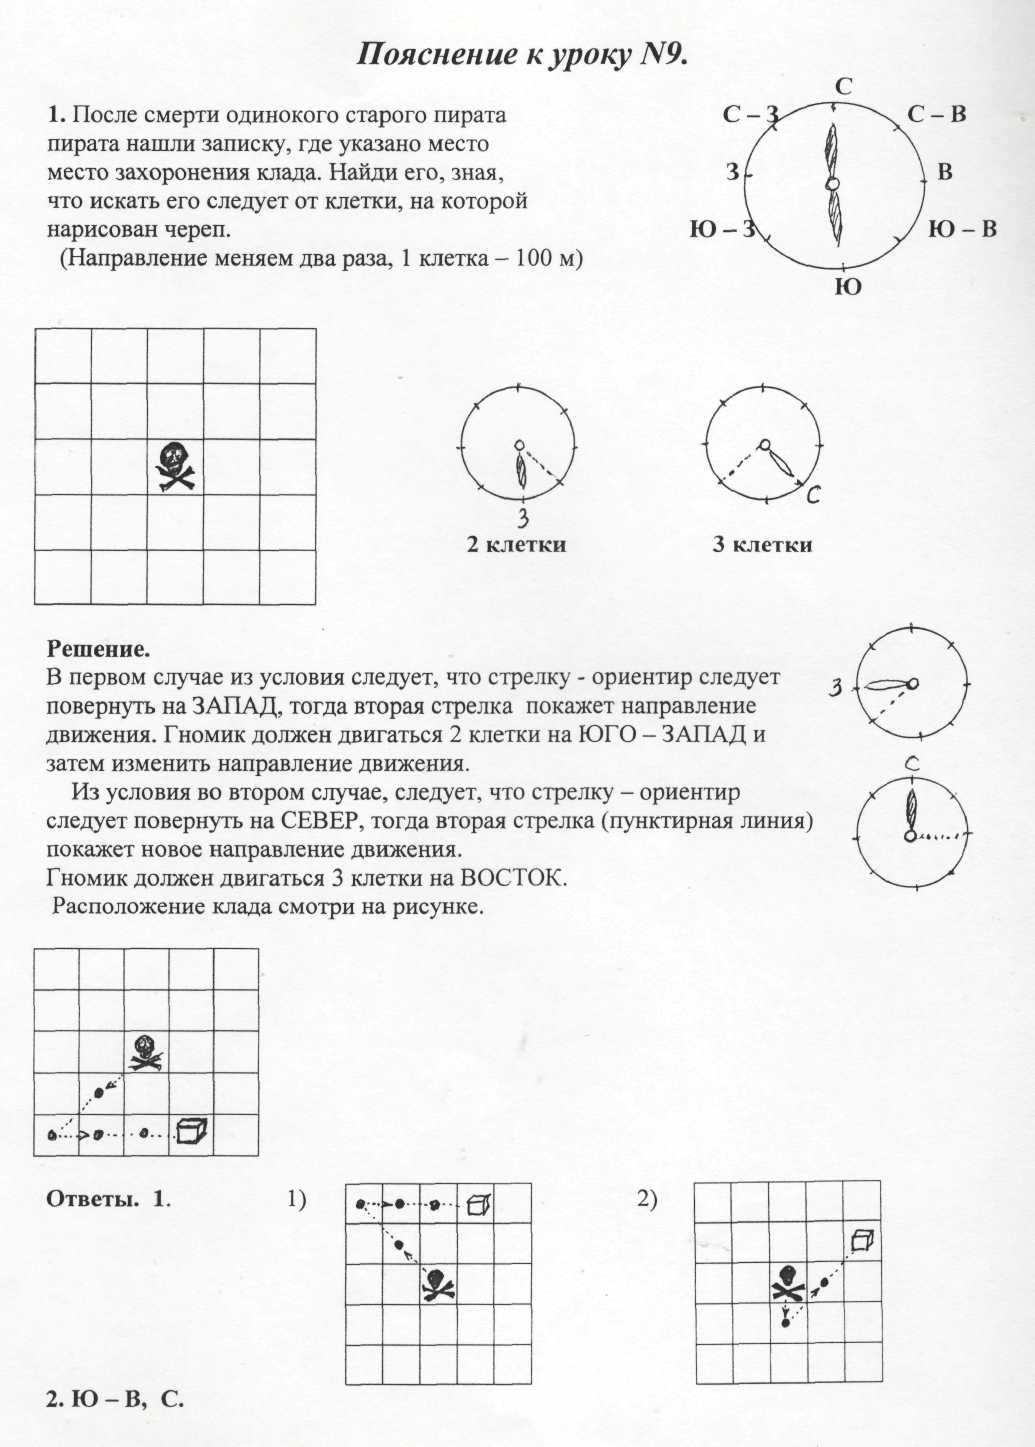 Пояснение к уроку N9.
1. После смерти одинокого старого пирата
пирата нашли записку, где указано место
место захоронения клада. Найди его, зная,
что искать его следует от клетки, на которой
нарисован череп.
(Направление меняем два раза, 1 клетка – 100 м)
С
С – З
С – В
З
В
Ю – З
Ю – В
Ю
З
С
2 клетки
3 клетки
Решение.
В первом случае из условия следует, что стрелку - ориентир следует
повернуть на ЗАПАД, тогда вторая стрелка покажет направление
движения. Гномик должен двигаться 2 клетки на ЮГО – ЗАПАД и
затем изменить направление движения.
З
Из условия во втором случае, следует, что стрелку – ориентир
следует повернуть на СЕВЕР, тогда вторая стрелка (пунктирная линия)
покажет новое направление движения.
Гномик должен двигаться 3 клетки на ВОСТОК.
Расположение клада смотри на рисунке.
С
Ответы. 1.
1)
2)
2. Ю – В, С.